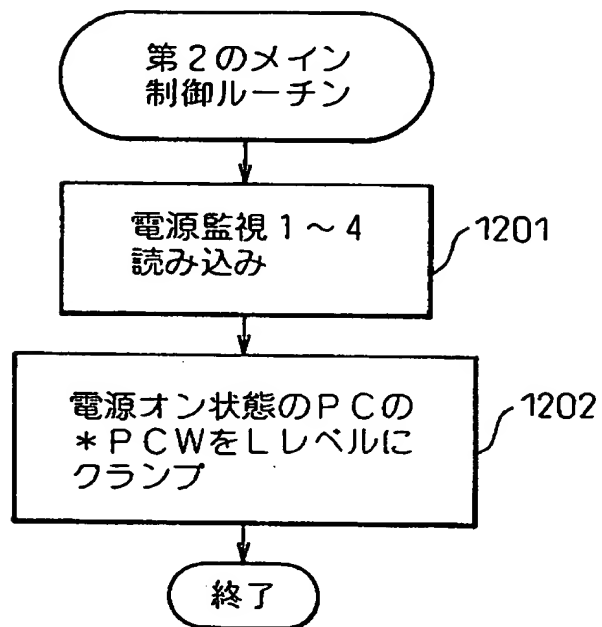 第2のメイン
制御ルーチン
電源監視1～4
読み込み
1201
電源オン状態のPCの
*PCWをLレベルに
クランプ
1202
終了